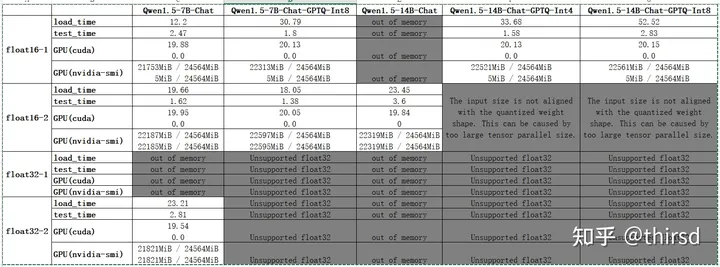 Qwen1.5-7B-Chat Qwen1.5-7B-Chat-GPTQ-Int8 Qwen1.5-14B-Chat Qwen1.5-14B-Chat-GPTQ-Int4 Qwen1.5-14B-Chat-GPTQ-Int8
float16-1
load_time 12.2 30.79 out of memory 33.68 52.52
test_time 2.47 1.8 out of memory 1.58 2.83
GPU(cuda) 19.88 20.13 out of memory 20.13 20.15
0.0 0.0 0.0 0.0
GPU(nvidia-smi) 21753MiB / 24564MiB 22313MiB / 24564MiB out of memory 22521MiB / 24564MiB 22561MiB / 24564MiB
5MiB / 24564MiB 5MiB / 24564MiB 5MiB / 24564MiB 5MiB / 24564MiB
float16-2
load_time 19.66 18.05 23.45
test_time 1.62 1.38 3.6
GPU(cuda) 19.95 20.05 19.84
0.0 0.0 0
GPU(nvidia-smi) 22187MiB / 24564MiB 22597MiB / 24564MiB 22319MiB / 24564MiB
22185MiB / 24564MiB 22595MiB / 24564MiB 22319MiB / 24564MiB
The input size is not aligned
with the quantized weight
shape. This can be caused by
too large tensor parallel size.
The input size is not aligned
with the quantized weight
shape. This can be caused by
too large tensor parallel size.
float32-1
load_time out of memory Unsupported float32 out of memory Unsupported float32 Unsupported float32
test_time out of memory Unsupported float32 out of memory Unsupported float32 Unsupported float32
GPU(cuda) out of memory Unsupported float32 out of memory Unsupported float32 Unsupported float32
GPU(nvidia-smi) out of memory Unsupported float32 out of memory Unsupported float32 Unsupported float32
float32-2
load_time 23.21 Unsupported float32 out of memory Unsupported float32 Unsupported float32
test_time 2.81 Unsupported float32 out of memory Unsupported float32 Unsupported float32
GPU(cuda) 19.54
0.0 Unsupported float32 out of memory Unsupported float32 Unsupported float32
GPU(nvidia-smi) 21821MiB / 24564MiB
21821MiB / 24564MiB Unsupported float32 out of memory Unsupported float32 Unsupported float32
知乎 @thirsd